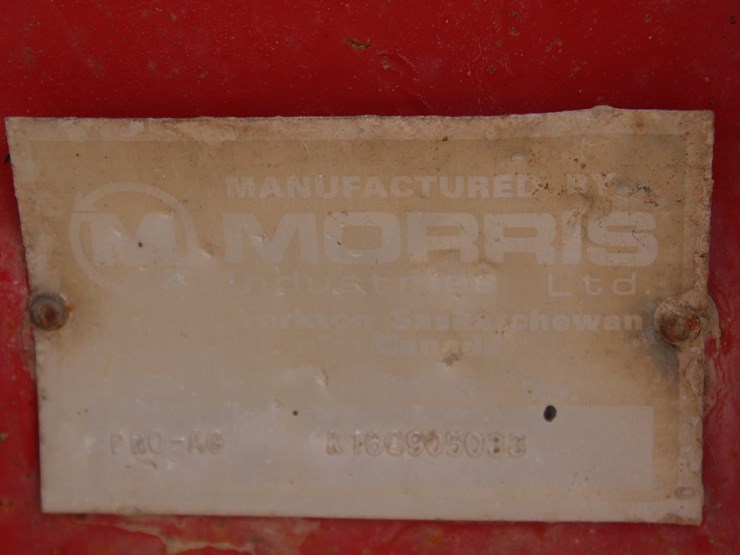 MANUFACTURED BY
M MORRIS
Industries Ltd.
Yorkton Saskatchewan
Canada
PRO-AG